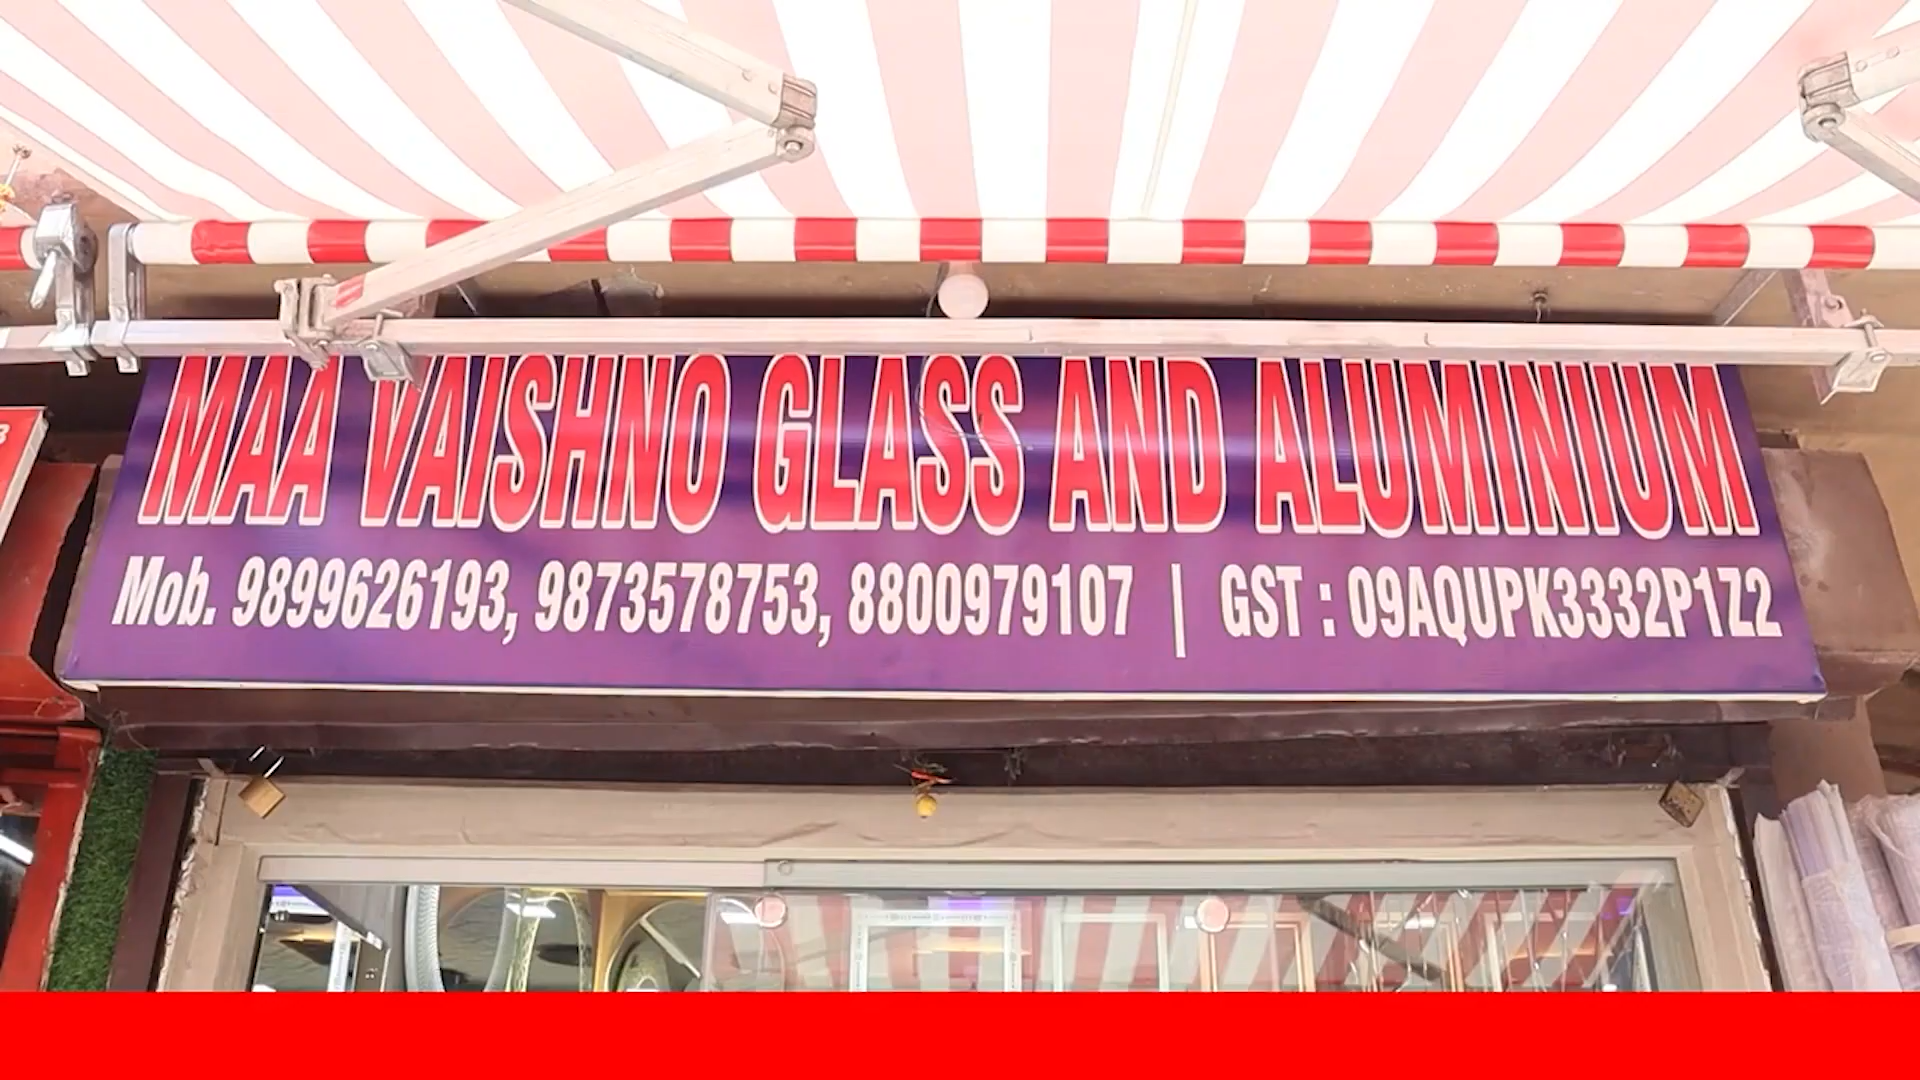 MAA VAISHNO GLASS AND ALUMINIUM
Mob. 9899626193, 9873578753, 8800979107 | GST : 09AQUPK3332P1Z2